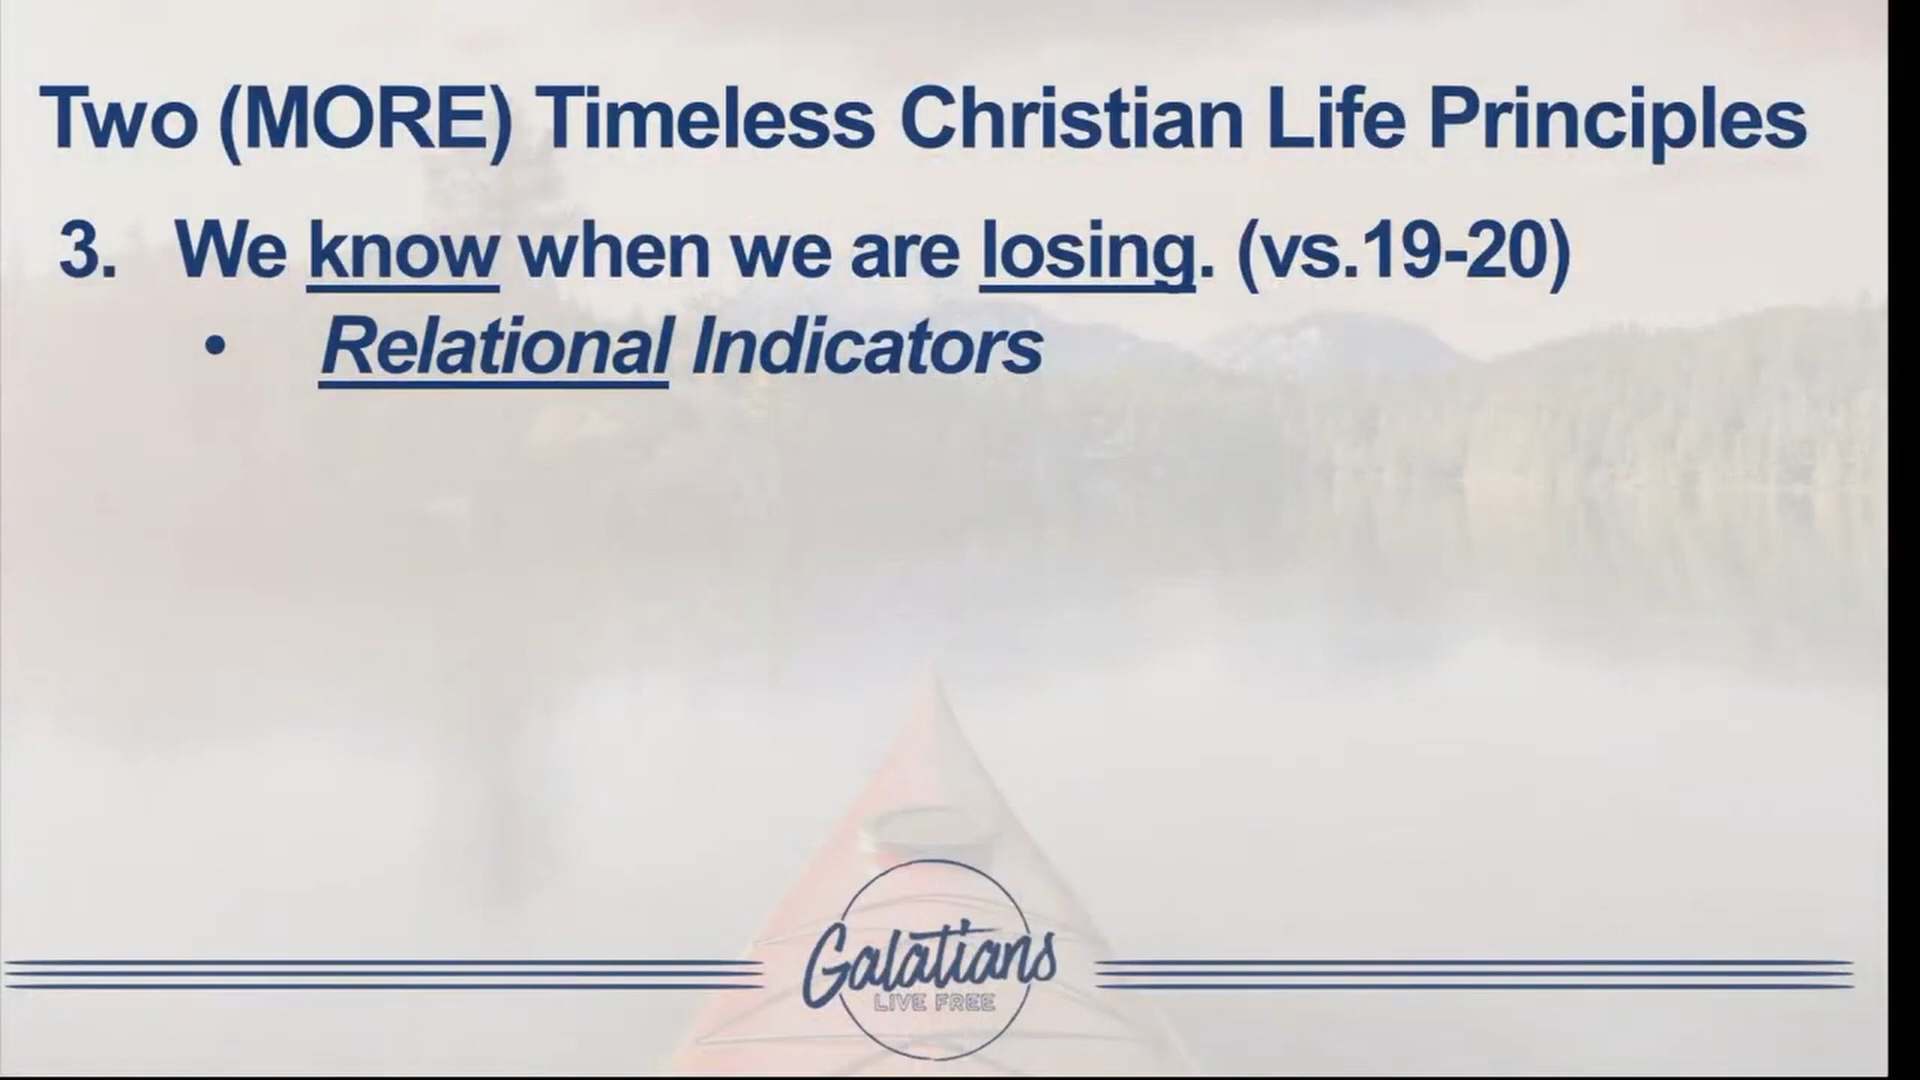 Two (MORE) Timeless Christian Life Principles
3. We know when we are losing. (vs.19-20)
• Relational Indicators
Galatians
LIVE FREE